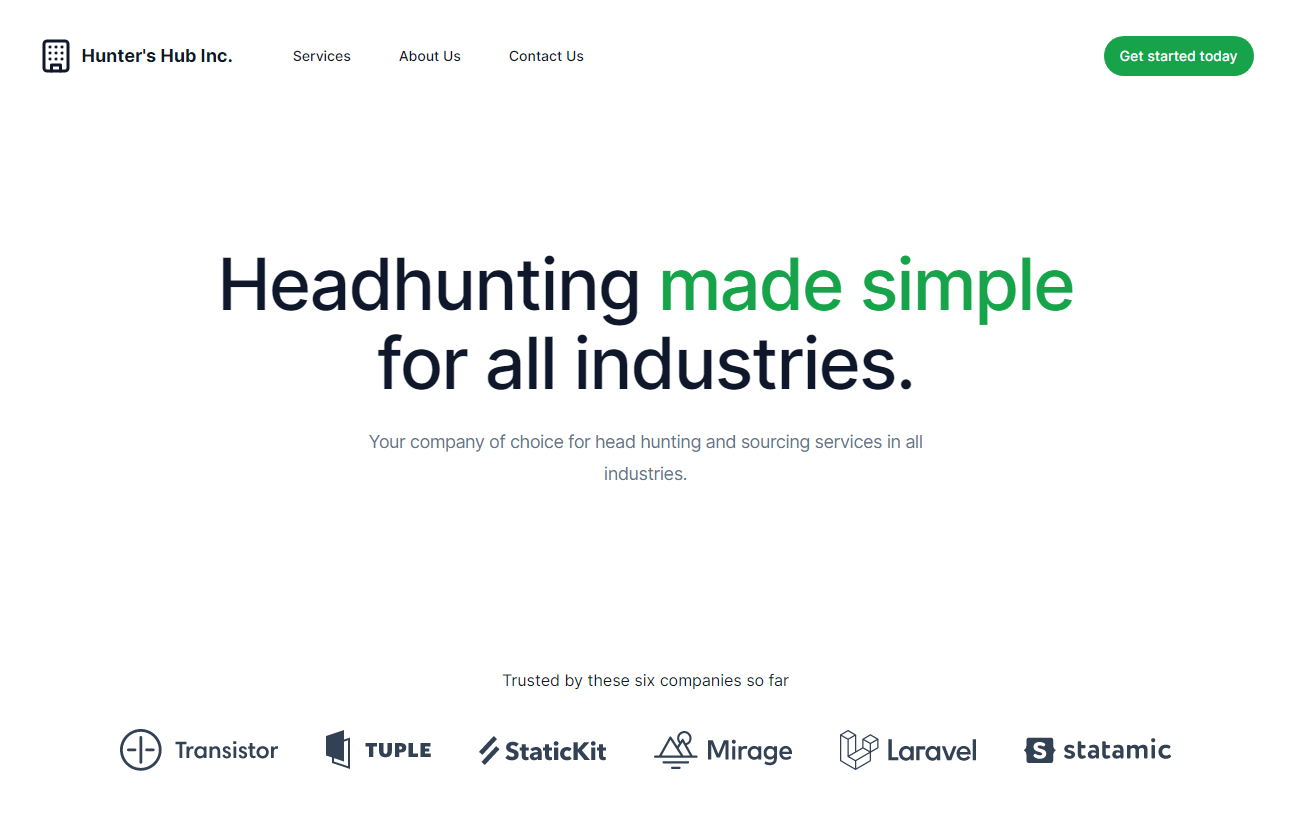 Hunter's Hub Inc.
Services
About Us
Contact Us
Get started today
Headhunting made simple
for all industries.
Your company of choice for head hunting and sourcing services in all
industries.
Trusted by these six companies so far
Transistor
TUPLE
StaticKit
Mirage
Laravel
S statamic